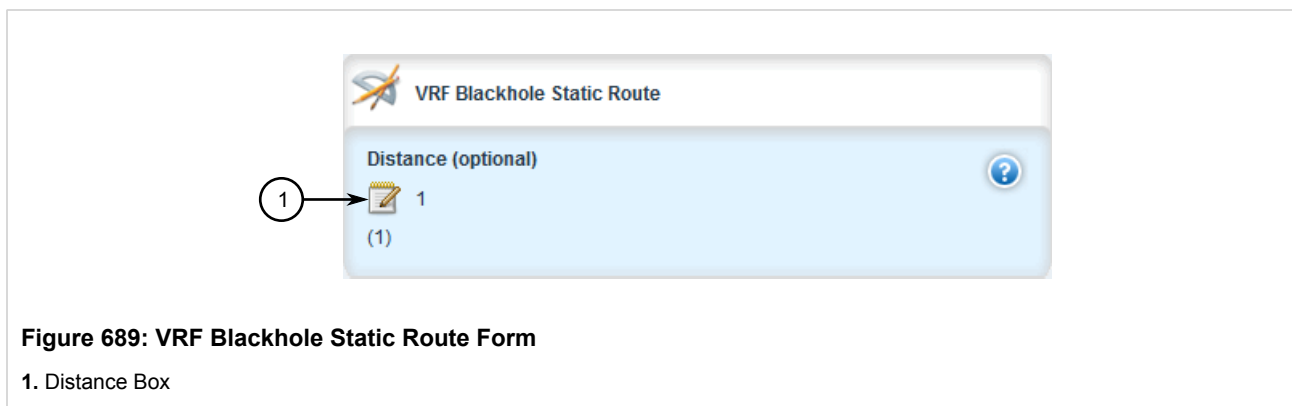 VRF Blackhole Static Route
Distance (optional)
1
1
(1)
Figure 689: VRF Blackhole Static Route Form
1. Distance Box